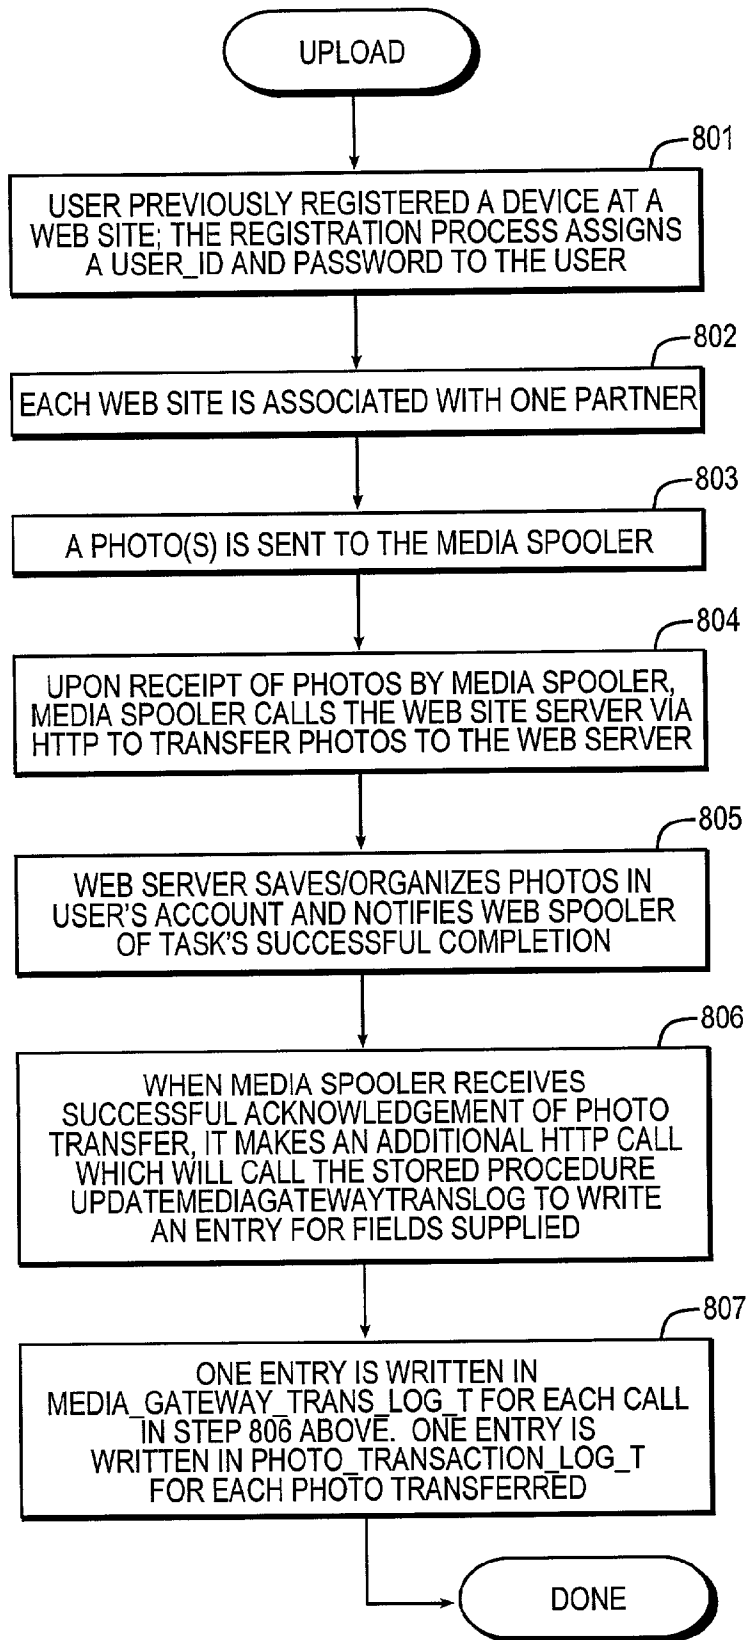 UPLOAD
801
USER PREVIOUSLY REGISTERED A DEVICE AT A
WEB SITE; THE REGISTRATION PROCESS ASSIGNS
A USER_ID AND PASSWORD TO THE USER
802
EACH WEB SITE IS ASSOCIATED WITH ONE PARTNER
803
A PHOTO(S) IS SENT TO THE MEDIA SPOOLER
804
UPON RECEIPT OF PHOTOS BY MEDIA SPOOLER,
MEDIA SPOOLER CALLS THE WEB SITE SERVER VIA
HTTP TO TRANSFER PHOTOS TO THE WEB SERVER
805
WEB SERVER SAVES/ORGANIZES PHOTOS IN
USER'S ACCOUNT AND NOTIFIES WEB SPOOLER
OF TASK'S SUCCESSFUL COMPLETION
806
WHEN MEDIA SPOOLER RECEIVES
SUCCESSFUL ACKNOWLEDGEMENT OF PHOTO
TRANSFER, IT MAKES AN ADDITIONAL HTTP CALL
WHICH WILL CALL THE STORED PROCEDURE
UPDATEMEDIAGATEWAYTRANSLOG TO WRITE
AN ENTRY FOR FIELDS SUPPLIED
807
ONE ENTRY IS WRITTEN IN
MEDIA_GATEWAY_TRANS_LOG_T FOR EACH CALL
IN STEP 806 ABOVE. ONE ENTRY IS
WRITTEN IN PHOTO_TRANSACTION_LOG_T
FOR EACH PHOTO TRANSFERRED
DONE